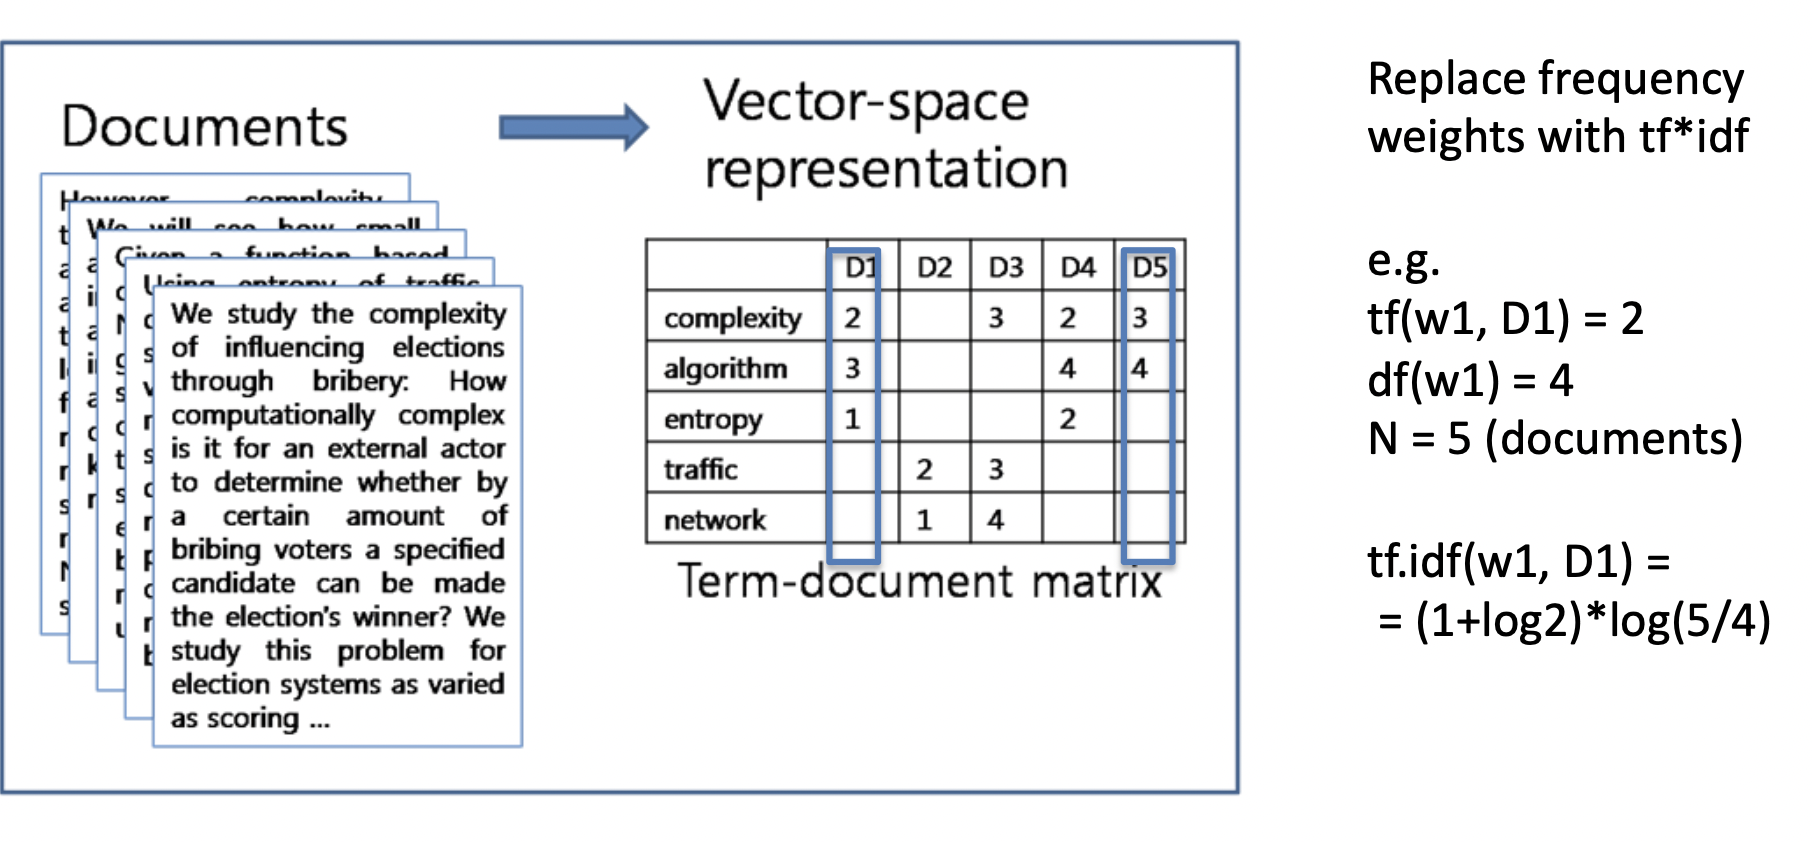 Documents
Vector-space
representation
However complexity
We will see how small
Given a function based
Using entropy of traffic
We study the complexity
of influencing elections
through bribery: How
computationally complex
is it for an external actor
to determine whether by
a certain amount of
bribing voters a specified
candidate can be made
the election's winner? We
study this problem for
election systems as varied
as scoring ...
D1 D2 D3 D4 D5
complexity 2 3 2 3
algorithm 3 4 4
entropy 1 2
traffic 2 3
network 1 4
Term-document matrix
Replace frequency
weights with tf*idf
e.g.
tf(w1, D1) = 2
df(w1) = 4
N = 5 (documents)
tf.idf(w1, D1) =
= (1+log2)*log(5/4)